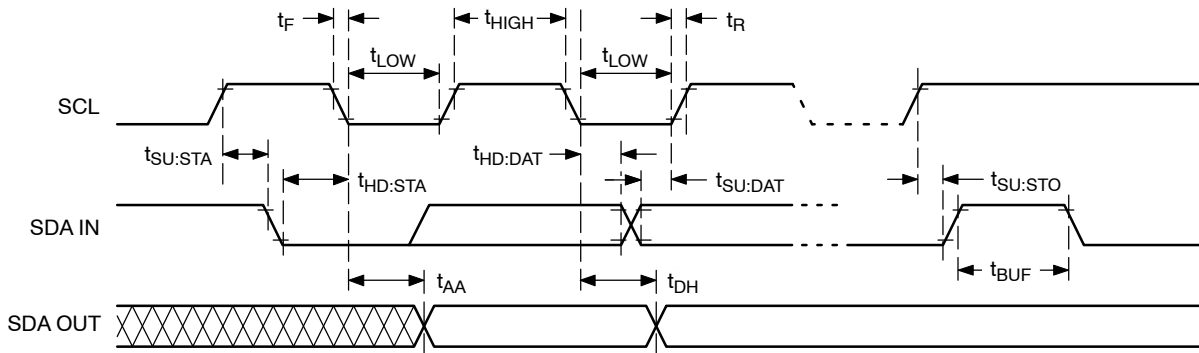 tF
tHIGH
tR
tLOW
tLOW
SCL
tSU:STA
tHD:STA
tHD:DAT
tSU:DAT
tSU:STO
SDA IN
tBUF
tAA
tDH
SDA OUT